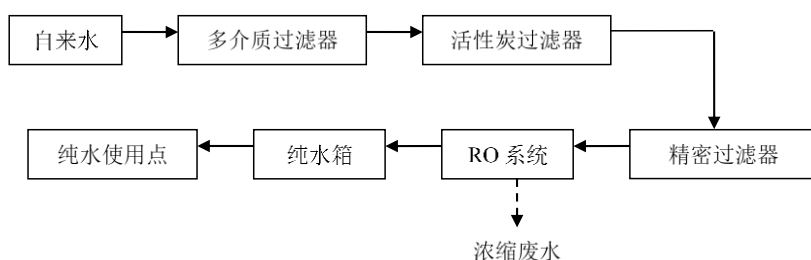 自来水
多介质过滤器
活性炭过滤器
精密过滤器
RO 系统
纯水箱
纯水使用点
浓缩废水